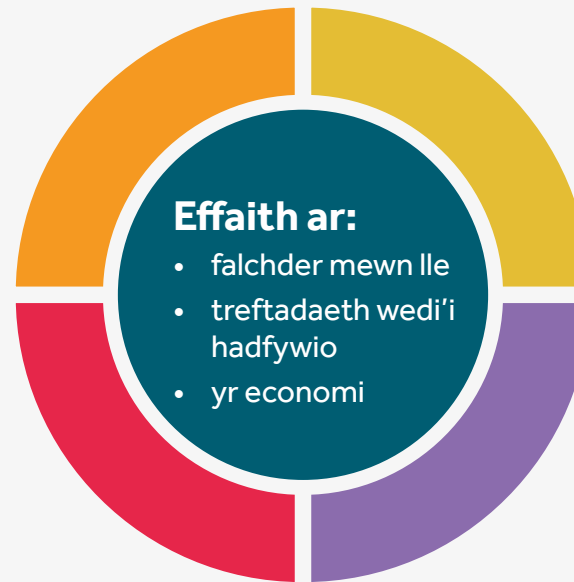 Effaith ar:
• falchder mewn lle
• treftadaeth wedi’i
hadfywio
• yr economi